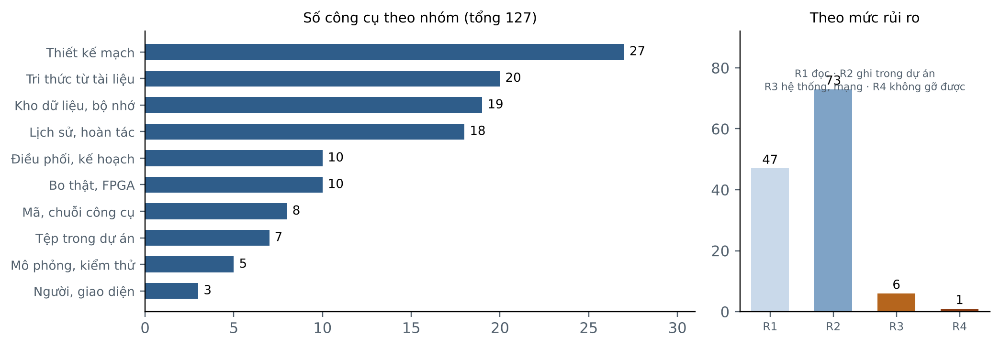 Số công cụ theo nhóm (tổng 127)
Thiết kế mạch 27
Tri thức từ tài liệu 20
Kho dữ liệu, bộ nhớ 19
Lịch sử, hoàn tác 18
Điều phối, kế hoạch 10
Bo thật, FPGA 10
Mã, chuỗi công cụ 8
Tệp trong dự án 7
Mô phỏng, kiểm thử 5
Người, giao diện 3
0 5 10 15 20 25 30
Theo mức rủi ro
R1 đọc · R2 ghi trong dự án
R3 hệ thống, mạng · R4 không gỡ được
80
60
40
20
0
47 73 6 1
R1 R2 R3 R4